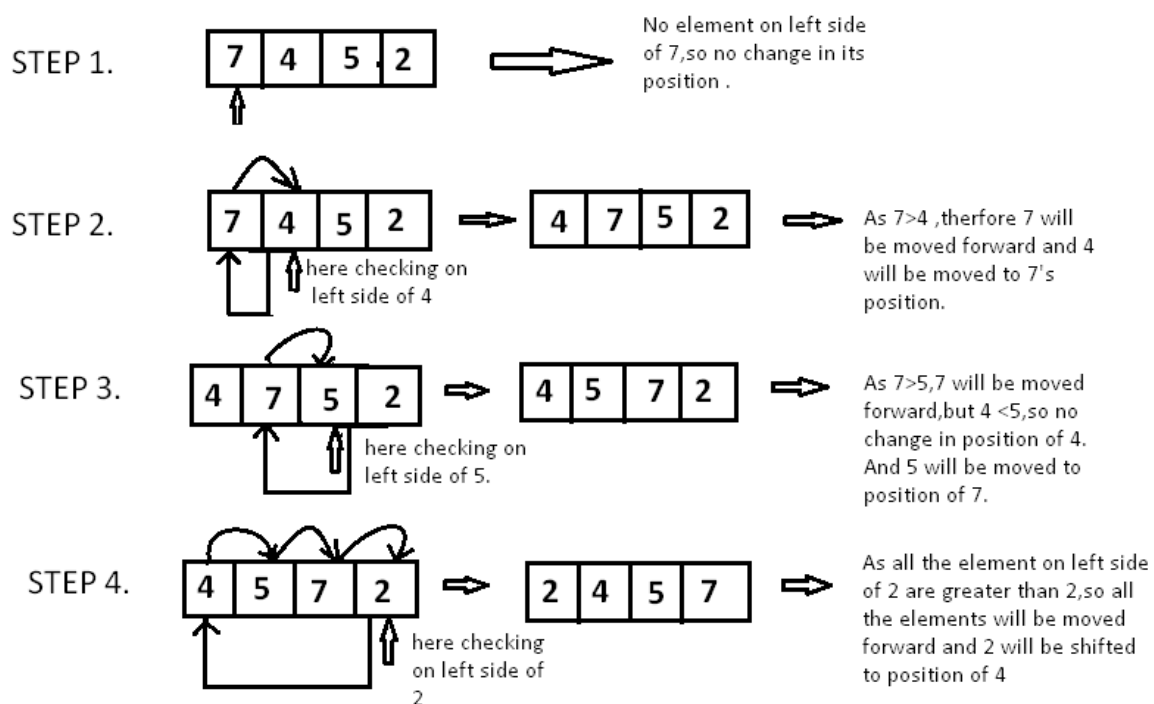 STEP 1.
7 4 5 2
No element on left side
of 7,so no change in its
position .
STEP 2.
7 4 5 2
4 7 5 2
here checking on
left side of 4
As 7>4 ,therfore 7 will
be moved forward and 4
will be moved to 7's
position.
STEP 3.
4 7 5 2
4 5 7 2
here checking on
left side of 5.
As 7>5,7 will be moved
forward,but 4 <5,so no
change in position of 4.
And 5 will be moved to
position of 7.
STEP 4.
4 5 7 2
2 4 5 7
here checking
on left side of
2
As all the element on left side
of 2 are greater than 2,so all
the elements will be moved
forward and 2 will be shifted
to position of 4